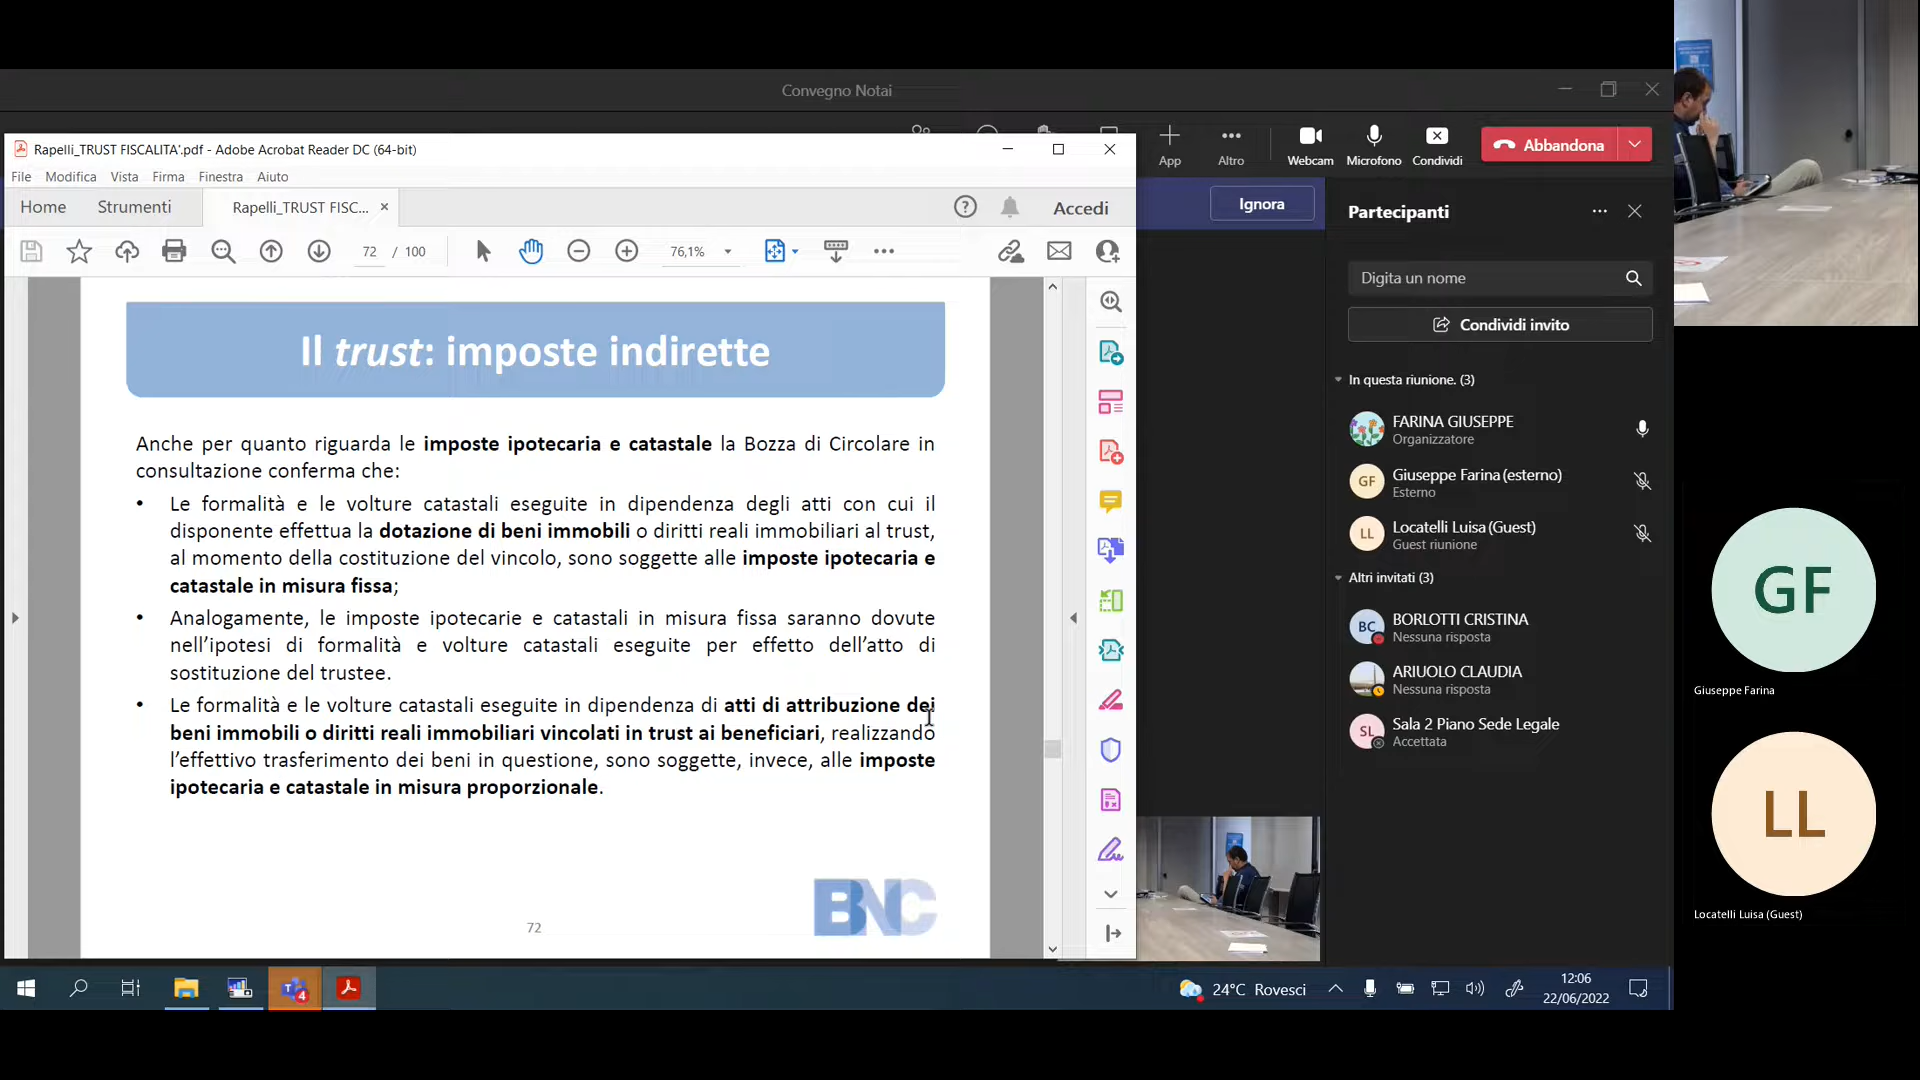 Convegno Notai
Rapelli_TRUST FISCALITA'.pdf - Adobe Acrobat Reader DC (64-bit)
File Modifica Vista Firma Finestra Aiuto
Home Strumenti Rapelli_TRUST FISC... Accedi
72 / 100 76,1%
App Altro Webcam Microfono Condividi Abbandona
Ignora
Il trust: imposte indirette
Anche per quanto riguarda le imposte ipotecaria e catastale la Bozza di Circolare in
consultazione conferma che:
• Le formalità e le volture catastali eseguite in dipendenza degli atti con cui il
disponente effettua la dotazione di beni immobili o diritti reali immobiliari al trust,
al momento della costituzione del vincolo, sono soggette alle imposte ipotecaria e
catastale in misura fissa;
• Analogamente, le imposte ipotecarie e catastali in misura fissa saranno dovute
nell'ipotesi di formalità e volture catastali eseguite per effetto dell'atto di
sostituzione del trustee.
• Le formalità e le volture catastali eseguite in dipendenza di atti di attribuzione dei
beni immobili o diritti reali immobiliari vincolati in trust ai beneficiari, realizzando
l'effettivo trasferimento dei beni in questione, sono soggette, invece, alle imposte
ipotecaria e catastale in misura proporzionale.
72
BNC
Partecipanti
Digita un nome
Condividi invito
In questa riunione. (3)
FARINA GIUSEPPE
Organizzatore
GF
Giuseppe Farina (esterno)
Esterno
LL
Locatelli Luisa (Guest)
Guest riunione
Altri invitati (3)
BC
BORLOTTI CRISTINA
Nessuna risposta
ARIUOLO CLAUDIA
Nessuna risposta
SL
Sala 2 Piano Sede Legale
Accettata
GF
Giuseppe Farina
LL
Locatelli Luisa (Guest)
4
24°C Rovesci
12:06
22/06/2022